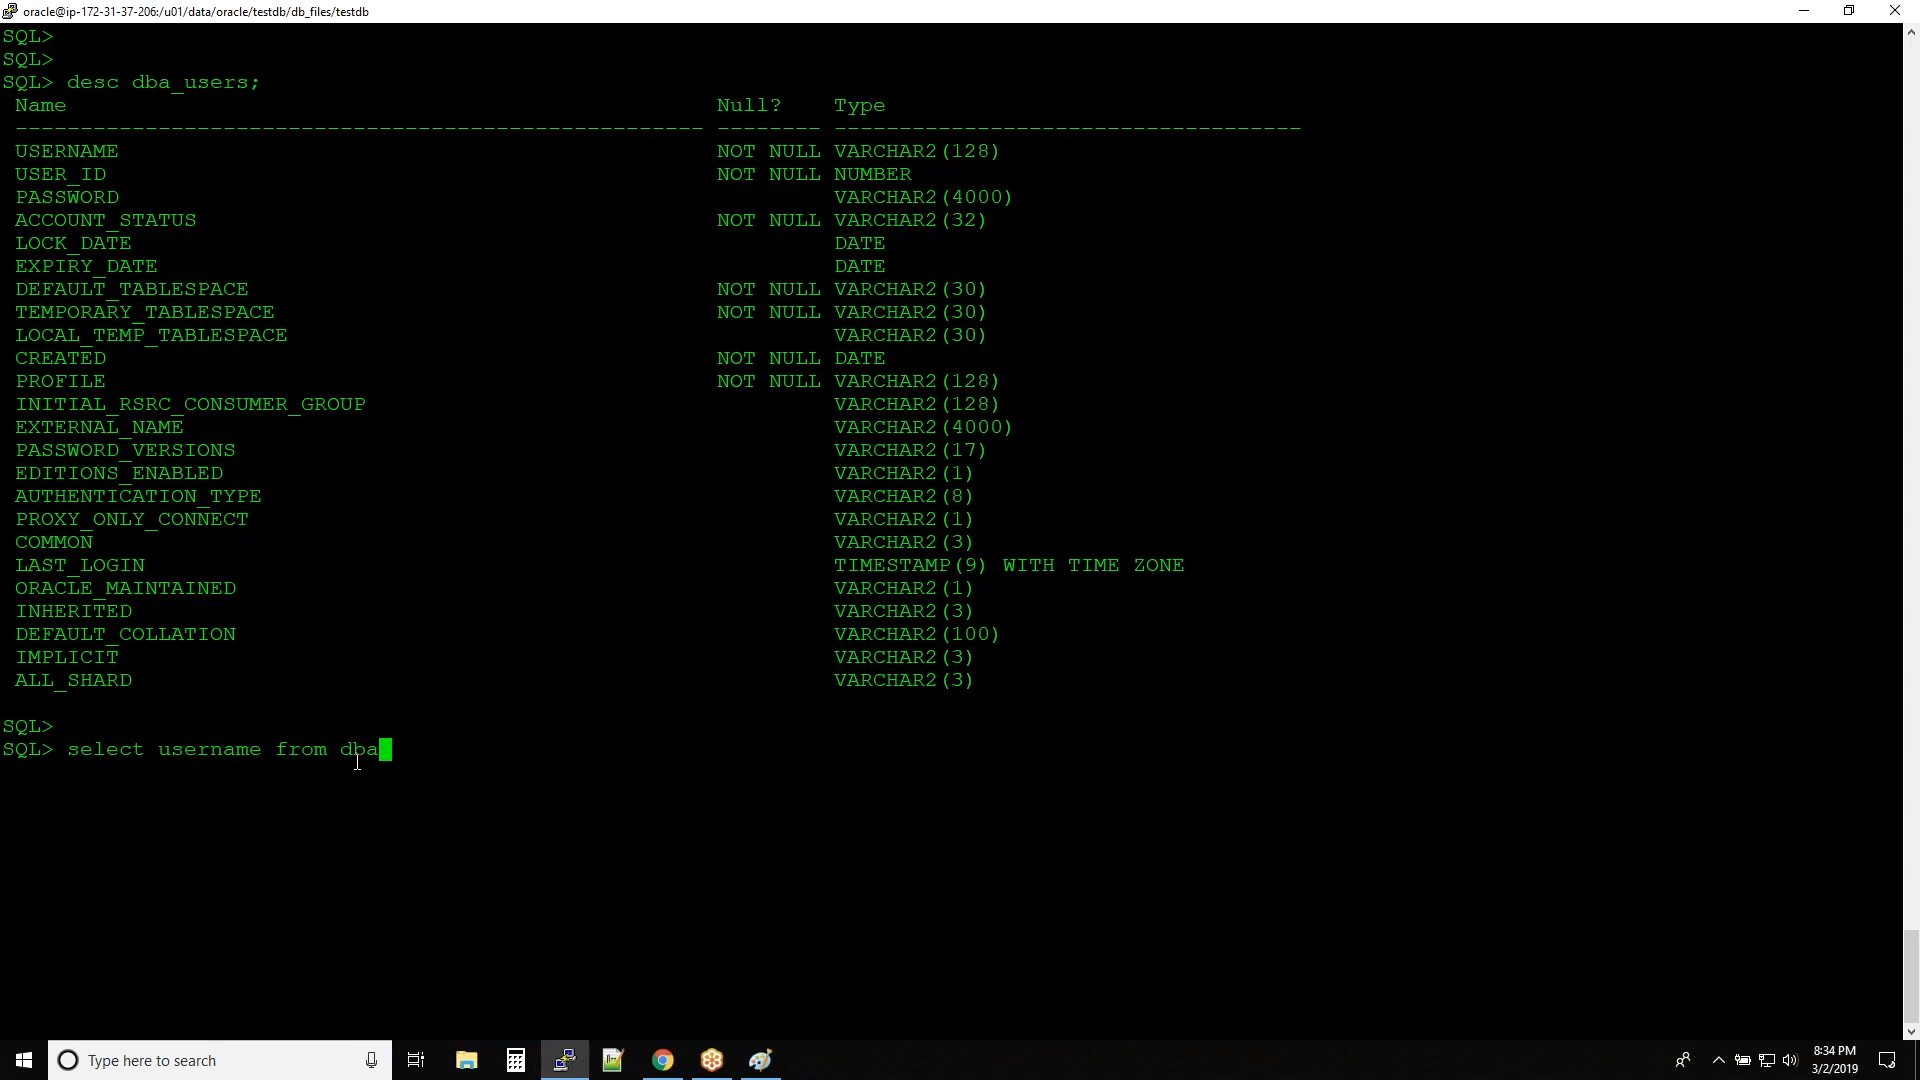 oracle@ip-172-31-37-206:/u01/data/oracle/testdb/db_files/testdb
SQL>
SQL>
SQL> desc dba_users;
Name Null? Type
----------------------------------------------------- -------- ------------------------------------
USERNAME NOT NULL VARCHAR2(128)
USER_ID NOT NULL NUMBER
PASSWORD VARCHAR2(4000)
ACCOUNT_STATUS NOT NULL VARCHAR2(32)
LOCK_DATE DATE
EXPIRY_DATE DATE
DEFAULT_TABLESPACE NOT NULL VARCHAR2(30)
TEMPORARY_TABLESPACE NOT NULL VARCHAR2(30)
LOCAL_TEMP_TABLESPACE VARCHAR2(30)
CREATED NOT NULL DATE
PROFILE NOT NULL VARCHAR2(128)
INITIAL_RSRC_CONSUMER_GROUP VARCHAR2(128)
EXTERNAL_NAME VARCHAR2(4000)
PASSWORD_VERSIONS VARCHAR2(17)
EDITIONS_ENABLED VARCHAR2(1)
AUTHENTICATION_TYPE VARCHAR2(8)
PROXY_ONLY_CONNECT VARCHAR2(1)
COMMON VARCHAR2(3)
LAST_LOGIN TIMESTAMP(9) WITH TIME ZONE
ORACLE_MAINTAINED VARCHAR2(1)
INHERITED VARCHAR2(3)
DEFAULT_COLLATION VARCHAR2(100)
IMPLICIT VARCHAR2(3)
ALL_SHARD VARCHAR2(3)
SQL>
SQL> select username from dba
Type here to search
8:34 PM
3/2/2019